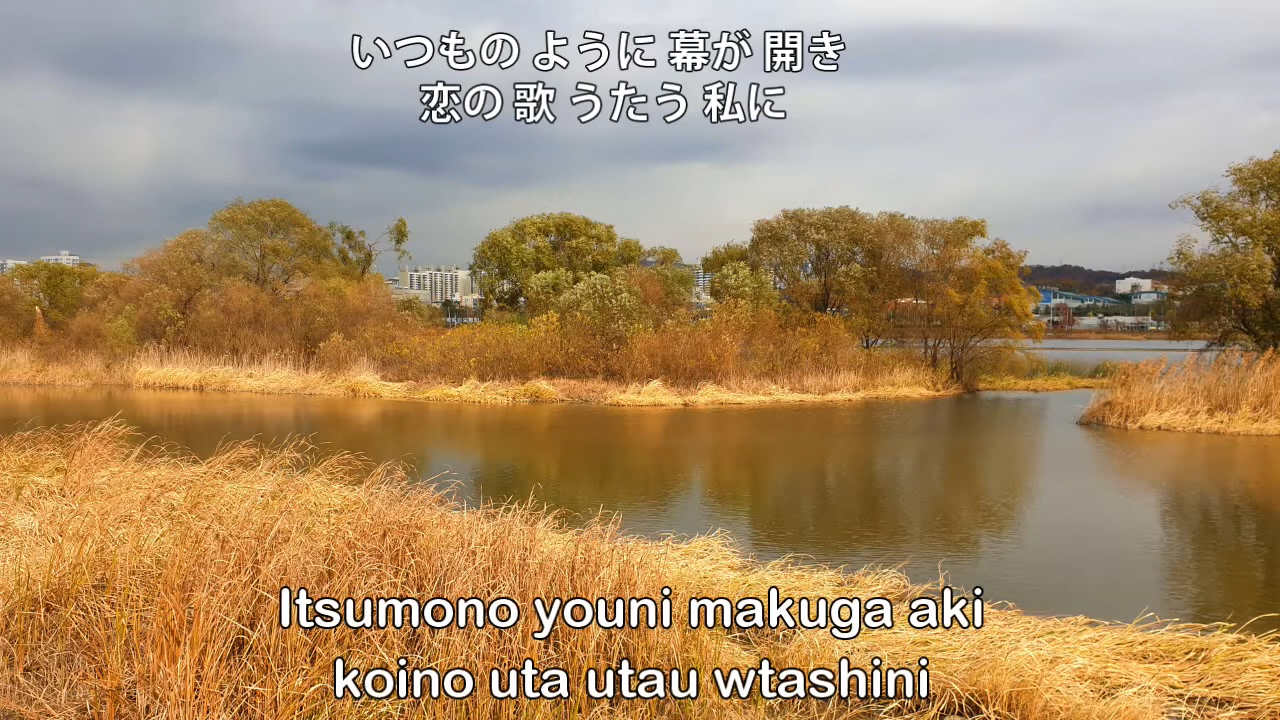 いつもの ように 幕が 開き
恋の 歌 うたう 私に
Itsumono youni makuga aki
koino uta utau wtashini